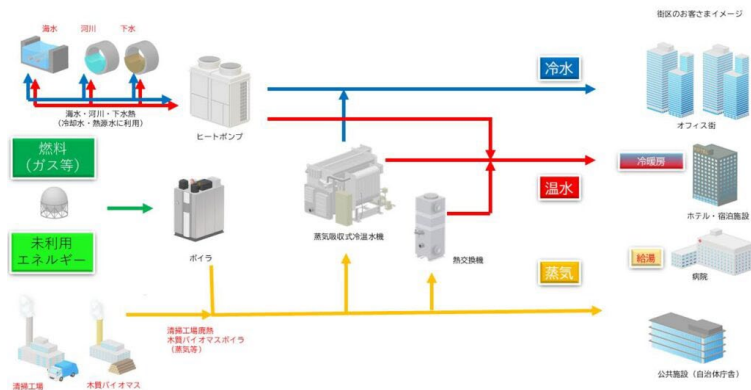 街区のお客さまイメージ
海水
河川
下水
海水・河川・下水熱
（冷却水・熱源水に利用）
ヒートポンプ
冷水
オフィス街
燃料
（ガス等）
冷暖房
温水
ホテル・宿泊施設
蒸気吸収式冷温水機
未利用
エネルギー
ボイラ
熱交換機
蒸気
給湯
病院
清掃工場廃熱
木質バイオマスボイラ
（蒸気等）
清掃工場
木質バイオマス
公共施設（自治体庁舎）